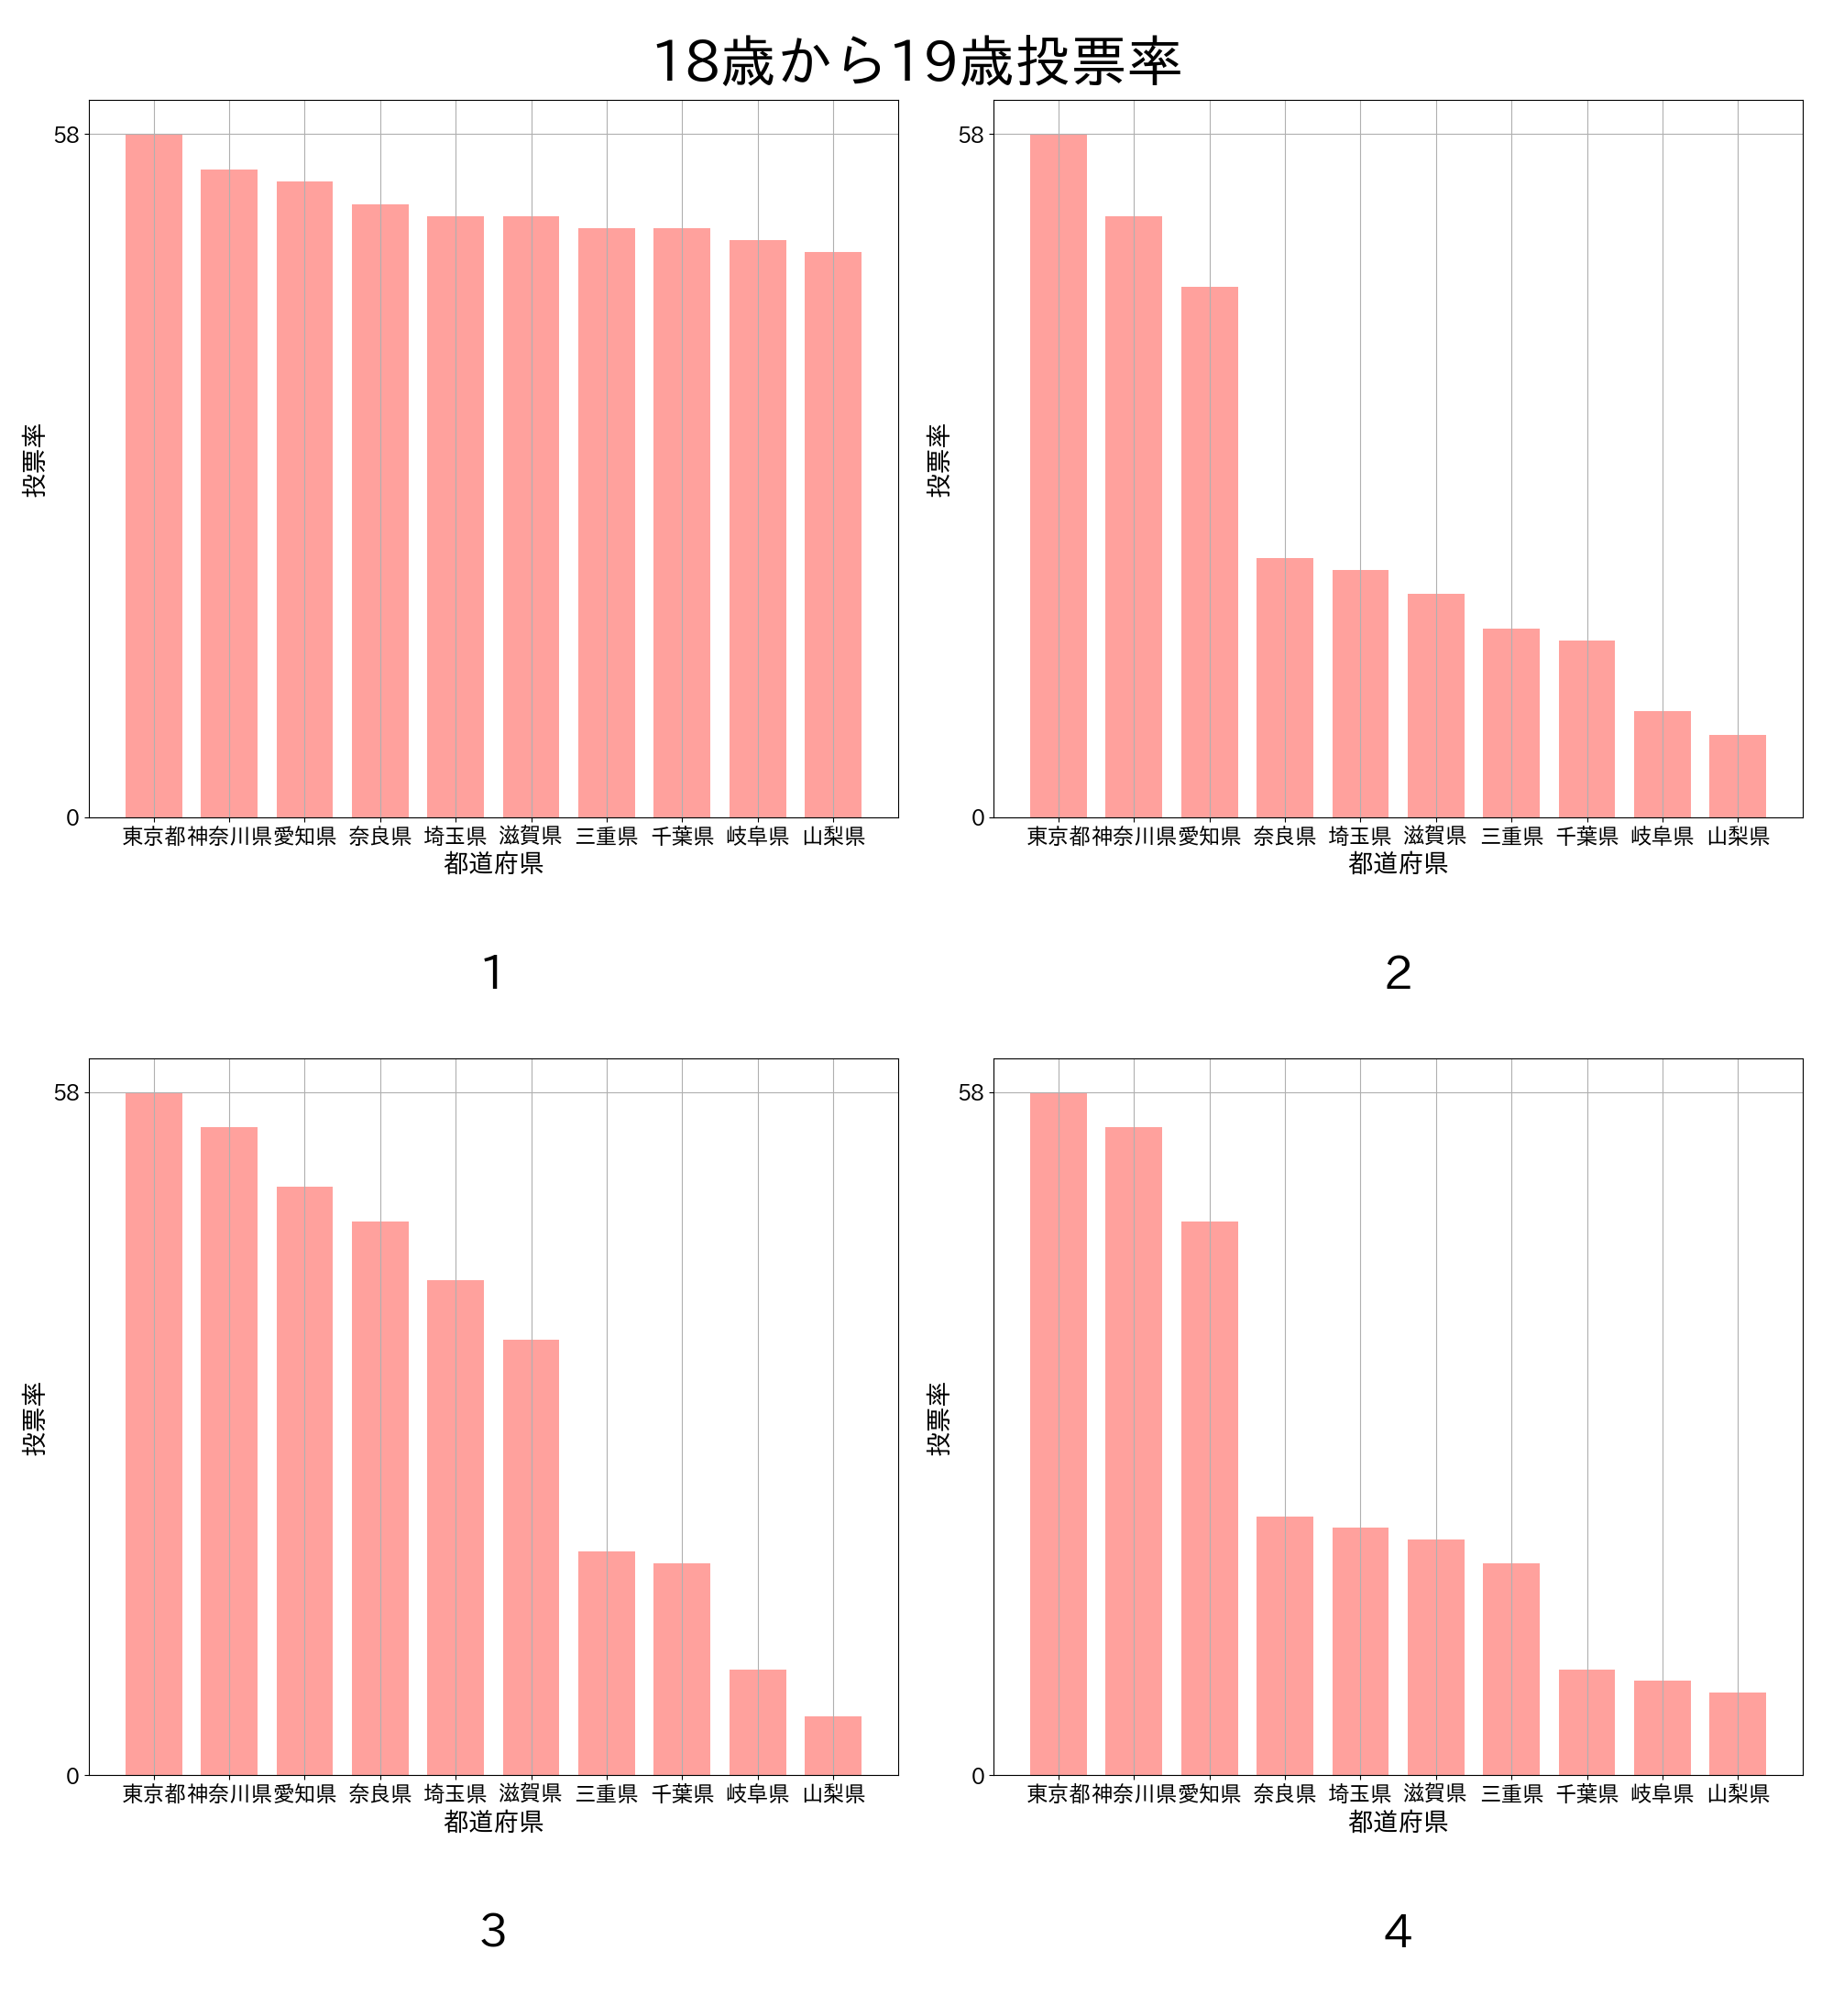 18歳から19歳投票率
58
0
投票率
東京都 神奈川県 愛知県 奈良県 埼玉県 滋賀県 三重県 千葉県 岐阜県 山梨県
都道府県
1
58
0
投票率
東京都 神奈川県 愛知県 奈良県 埼玉県 滋賀県 三重県 千葉県 岐阜県 山梨県
都道府県
2
58
0
投票率
東京都 神奈川県 愛知県 奈良県 埼玉県 滋賀県 三重県 千葉県 岐阜県 山梨県
都道府県
3
58
0
投票率
東京都 神奈川県 愛知県 奈良県 埼玉県 滋賀県 三重県 千葉県 岐阜県 山梨県
都道府県
4